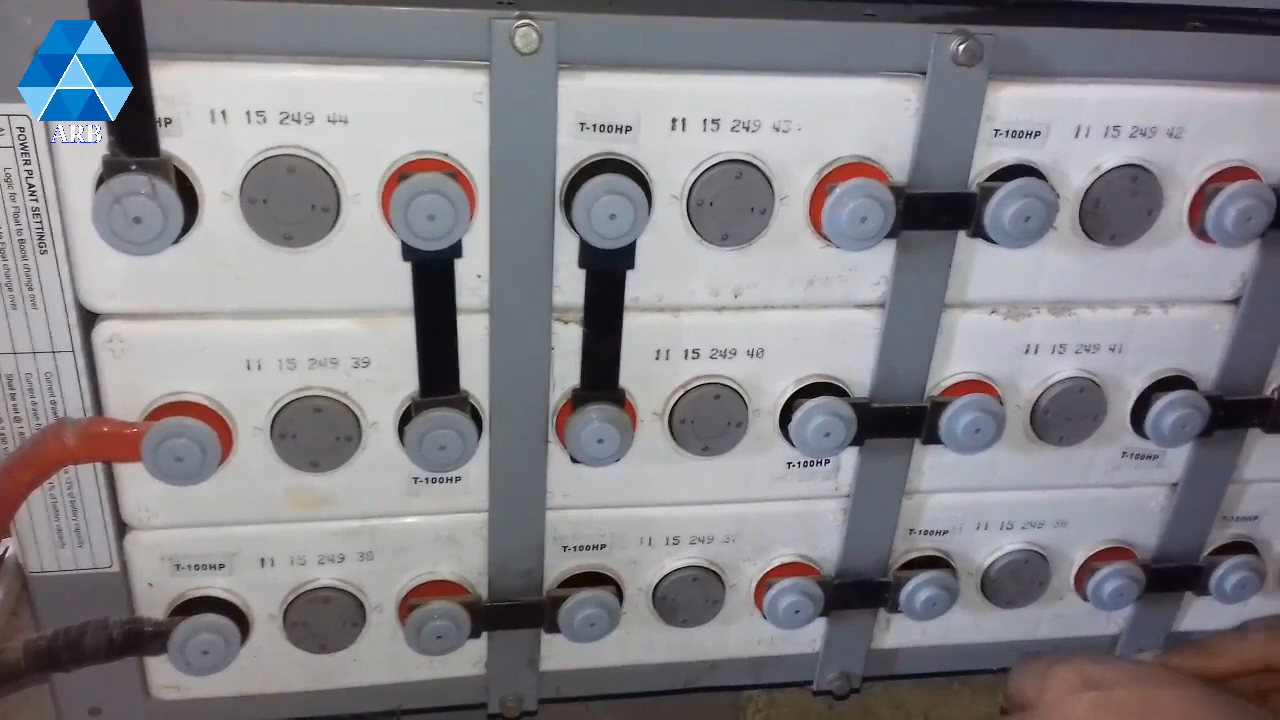 ARB
HP 11 15 249 44
T-100HP 11 15 249 43
T-100HP 11 15 249 42
POWER PLANT SETTINGS
Logic for Float to Boost change over
11 15 249 39
T-100HP
11 15 249 40
T-100HP
11 15 249 41
T-100HP
T-100HP 11 15 249 38
T-100HP 11 15 249 37
T-100HP 11 15 249
T-100HP